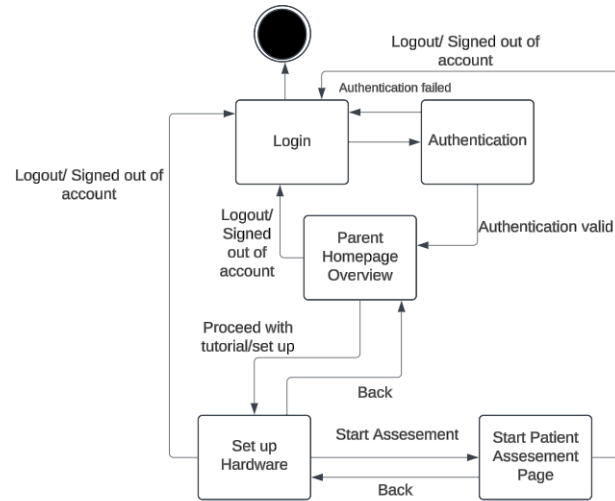 Logout/ Signed out of
account
Authentication failed
Login
Authentication
Logout/ Signed out of
account
Logout/
Signed
out of
account
Parent
Homepage
Overview
Authentication valid
Proceed with
tutorial/set up
Back
Set up
Hardware
Start Assesement
Start Patient
Assesement
Page
Back